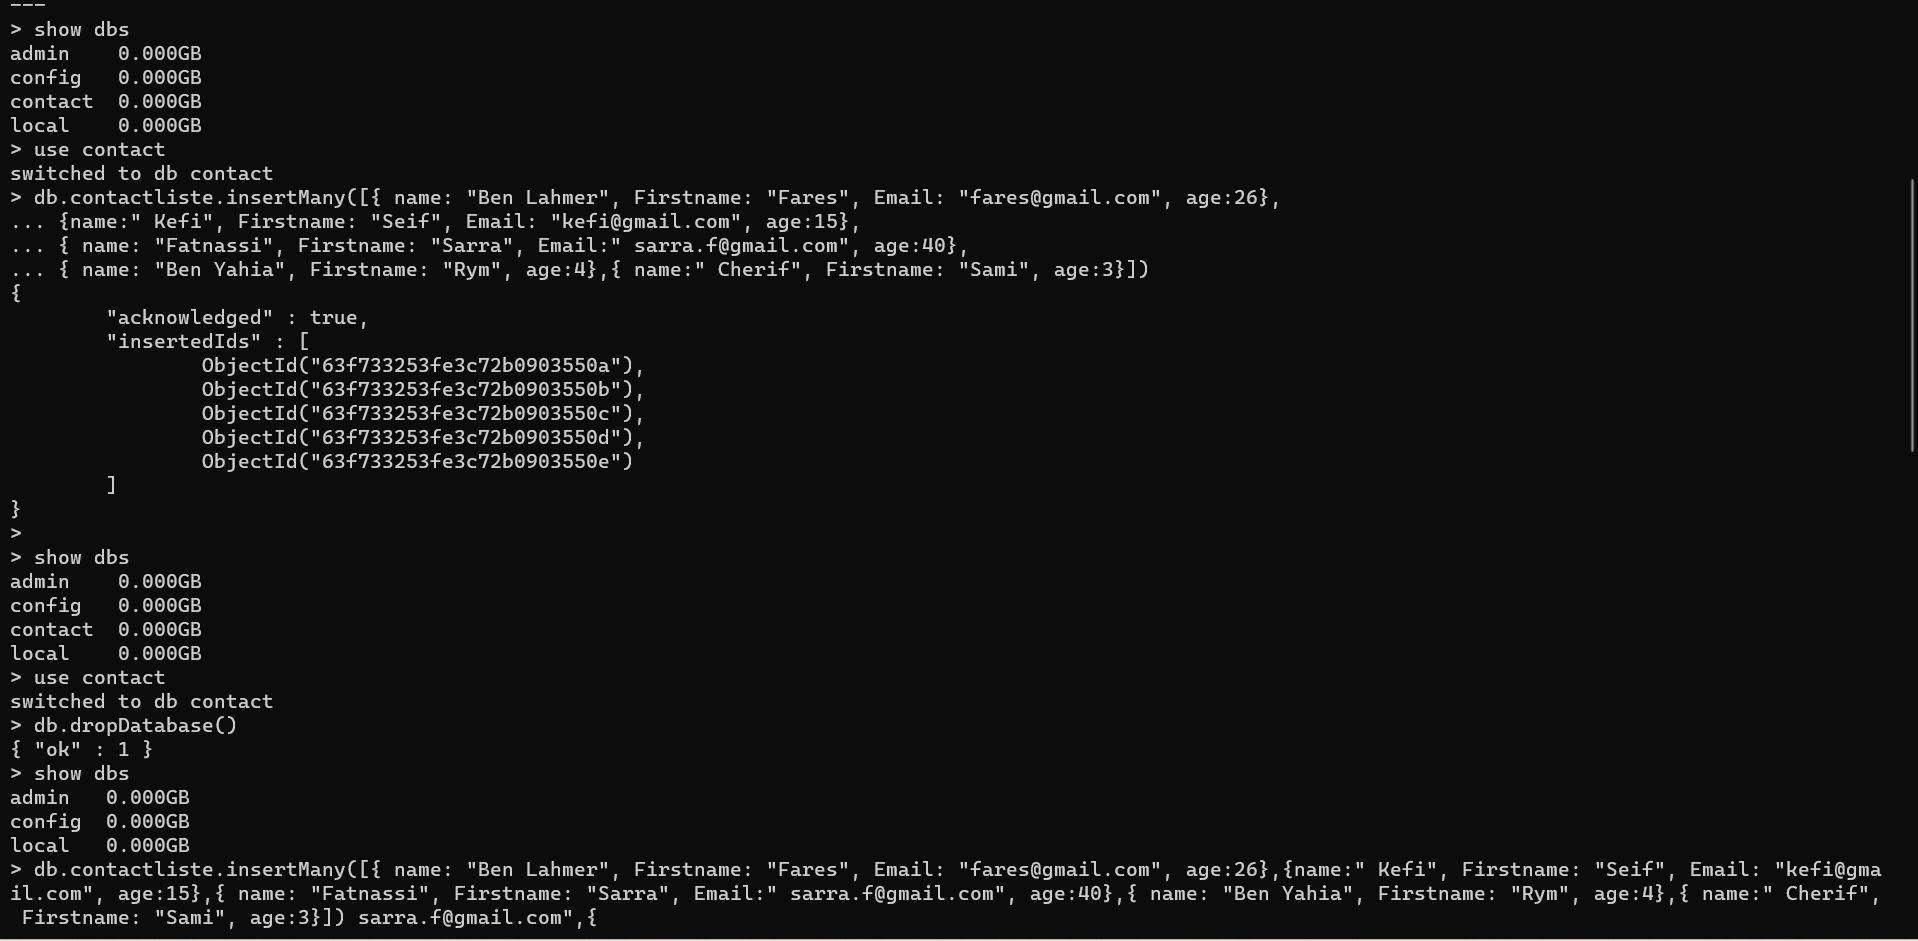 ---
> show dbs
admin    0.000GB
config   0.000GB
contact  0.000GB
local    0.000GB
> use contact
switched to db contact
> db.contactliste.insertMany([{ name: "Ben Lahmer", Firstname: "Fares", Email: "fares@gmail.com", age:26},
... {name:" Kefi", Firstname: "Seif", Email: "kefi@gmail.com", age:15},
... { name: "Fatnassi", Firstname: "Sarra", Email:" sarra.f@gmail.com", age:40},
... { name: "Ben Yahia", Firstname: "Rym", age:4},{ name:" Cherif", Firstname: "Sami", age:3}])
{
        "acknowledged" : true,
        "insertedIds" : [
                ObjectId("63f733253fe3c72b0903550a"),
                ObjectId("63f733253fe3c72b0903550b"),
                ObjectId("63f733253fe3c72b0903550c"),
                ObjectId("63f733253fe3c72b0903550d"),
                ObjectId("63f733253fe3c72b0903550e")
        ]
}
>
> show dbs
admin    0.000GB
config   0.000GB
contact  0.000GB
local    0.000GB
> use contact
switched to db contact
> db.dropDatabase()
{ "ok" : 1 }
> show dbs
admin   0.000GB
config  0.000GB
local   0.000GB
> db.contactliste.insertMany([{ name: "Ben Lahmer", Firstname: "Fares", Email: "fares@gmail.com", age:26},{name:" Kefi", Firstname: "Seif", Email: "kefi@gma
il.com", age:15},{ name: "Fatnassi", Firstname: "Sarra", Email:" sarra.f@gmail.com", age:40},{ name: "Ben Yahia", Firstname: "Rym", age:4},{ name:" Cherif",
 Firstname: "Sami", age:3}]) sarra.f@gmail.com",{